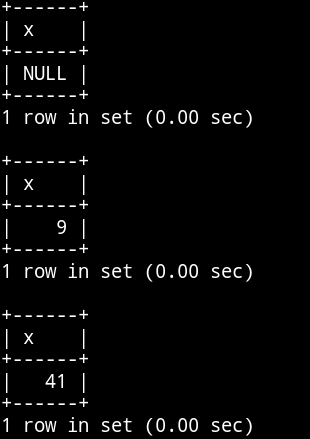 +------+
| x    |
+------+
| NULL |
+------+
1 row in set (0.00 sec)

+------+
| x    |
+------+
|    9 |
+------+
1 row in set (0.00 sec)

+------+
| x    |
+------+
|   41 |
+------+
1 row in set (0.00 sec)